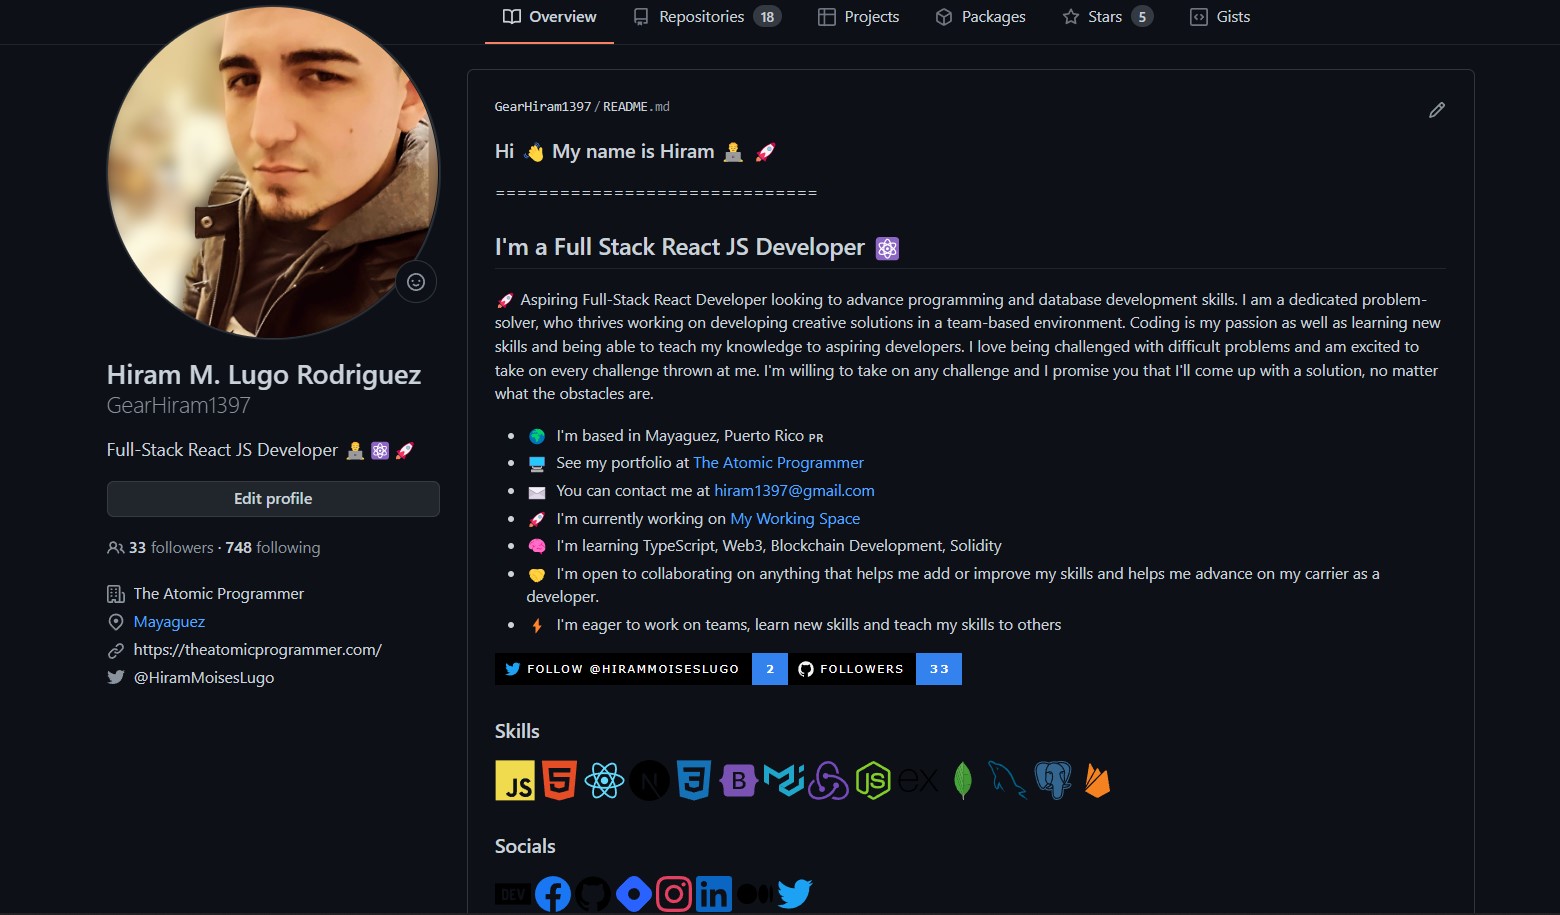 Overview
Repositories 18
Projects
Packages
Stars 5
Gists
Hiram M. Lugo Rodriguez
GearHiram1397
Full-Stack React JS Developer
Edit profile
33 followers · 748 following
The Atomic Programmer
Mayaguez
https://theatomicprogrammer.com/
@HiramMoisesLugo
GearHiram1397/README.md
Hi 👋 My name is Hiram 👨‍💻 🚀
==============================
I'm a Full Stack React JS Developer ⚛️
🚀 Aspiring Full-Stack React Developer looking to advance programming and database development skills. I am a dedicated problem-
solver, who thrives working on developing creative solutions in a team-based environment. Coding is my passion as well as learning new
skills and being able to teach my knowledge to aspiring developers. I love being challenged with difficult problems and am excited to
take on every challenge thrown at me. I'm willing to take on any challenge and I promise you that I'll come up with a solution, no matter
what the obstacles are.
• 🌍 I'm based in Mayaguez, Puerto Rico PR
• 🖥️ See my portfolio at The Atomic Programmer
• ✉️ You can contact me at hiram1397@gmail.com
• 🚀 I'm currently working on My Working Space
• 🧠 I'm learning TypeScript, Web3, Blockchain Development, Solidity
• 🤝 I'm open to collaborating on anything that helps me add or improve my skills and helps me advance on my carrier as a
developer.
• ⚡ I'm eager to work on teams, learn new skills and teach my skills to others
FOLLOW @HIRAMMOISESLUGO 2
FOLLOWERS 33
Skills
JS 5 N 3 B JS ex
Socials
DEV in